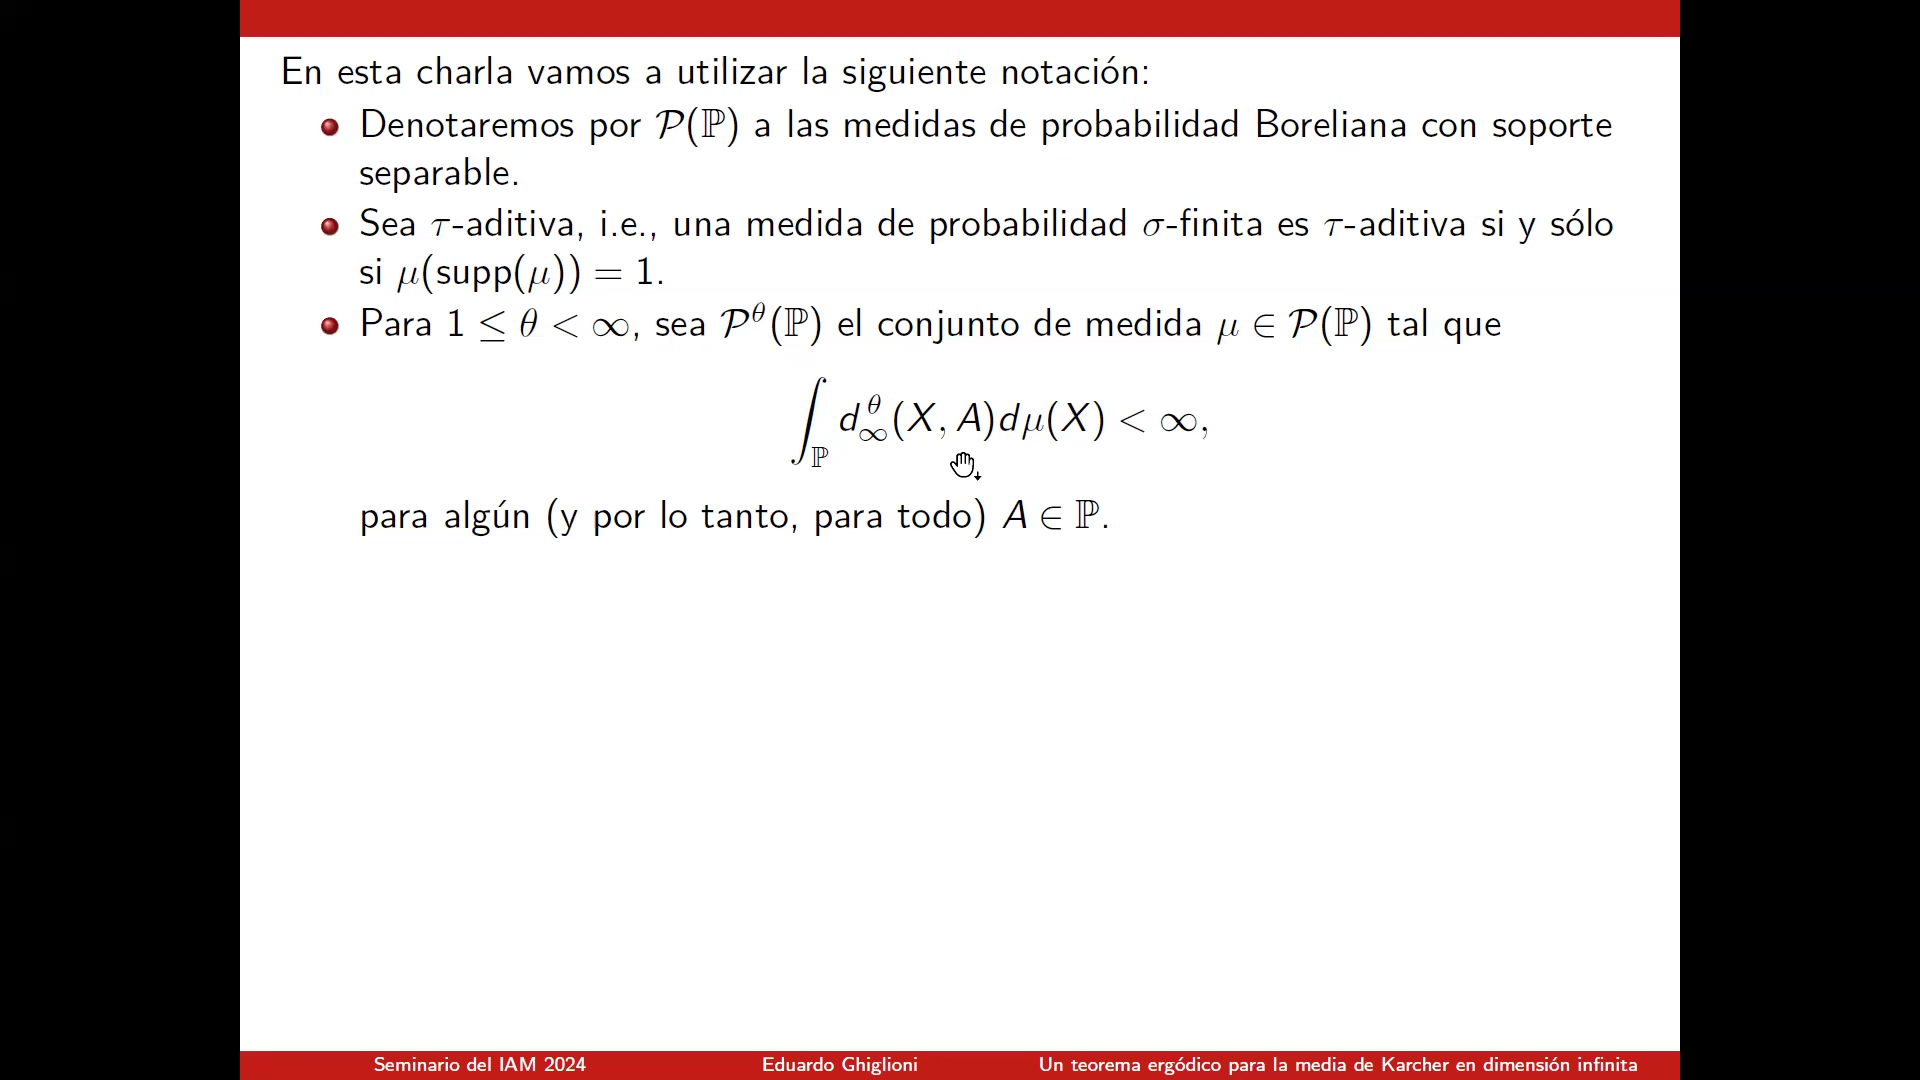 En esta charla vamos a utilizar la siguiente notación:
Denotaremos por 𝒫(ℙ) a las medidas de probabilidad Boreliana con soporte
separable.
Sea τ-aditiva, i.e., una medida de probabilidad σ-finita es τ-aditiva si y sólo
si μ(supp(μ)) = 1.
Para 1 ≤ θ < ∞, sea 𝒫^θ(ℙ) el conjunto de medida μ ∈ 𝒫(ℙ) tal que
∫_ℙ d_∞^θ(X, A)dμ(X) < ∞,
para algún (y por lo tanto, para todo) A ∈ ℙ.
Seminario del IAM 2024 Eduardo Ghiglioni Un teorema ergódico para la media de Karcher en dimensión infinita